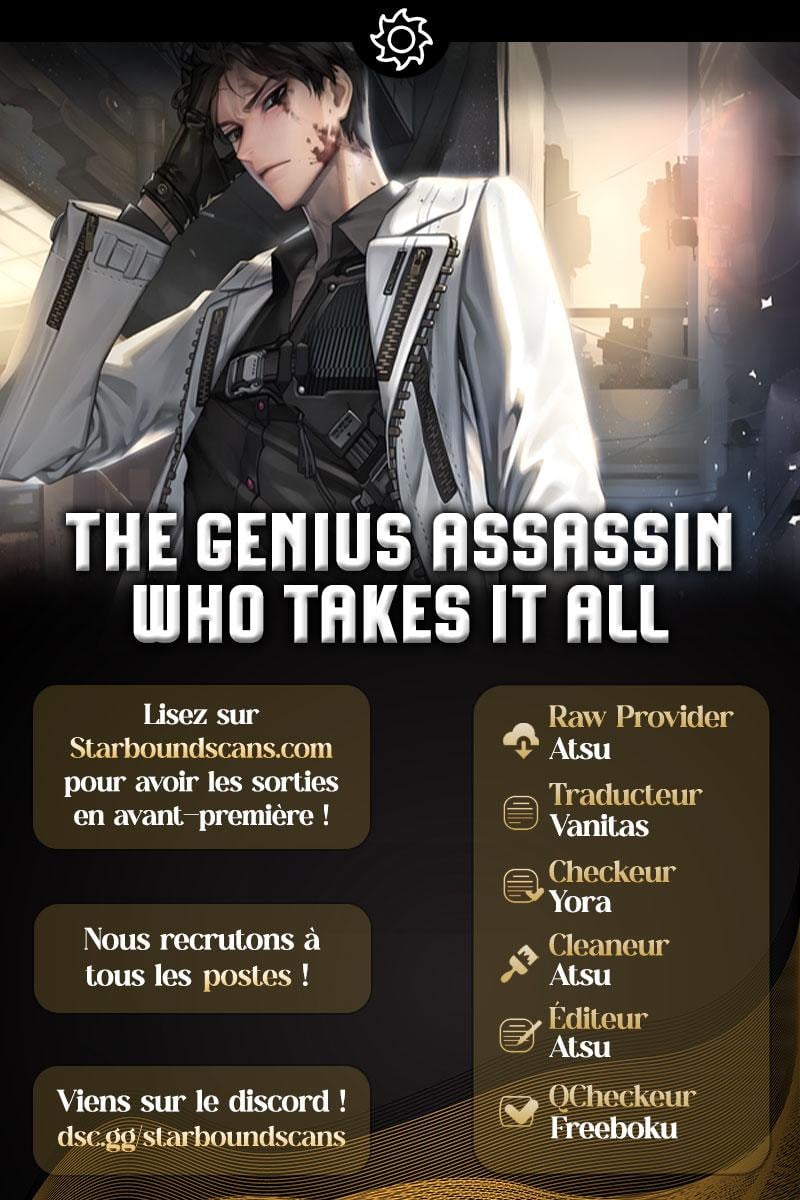 THE GENIUS ASSASSIN
WHO TAKES IT ALL
Lisez sur
Starboundscans.com
pour avoir les sorties
en avant-première !
Nous recrutons à
tous les postes !
Viens sur le discord !
dsc.gg/starboundscans
Raw Provider
Atsu
Traducteur
Vanitas
Checkeur
Yora
Cleaneur
Atsu
Éditeur
Atsu
QCheckeur
Freeboku